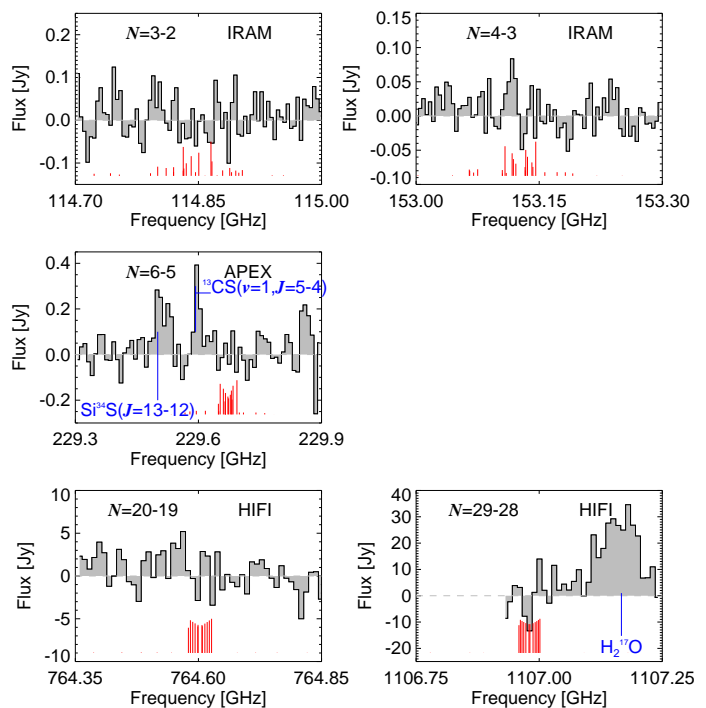 N=3-2 IRAM
Flux [Jy]
0.2
0.1
0.0
-0.1
114.70 114.85 115.00
Frequency [GHz]
N=4-3 IRAM
Flux [Jy]
0.15
0.10
0.05
0.00
-0.05
-0.10
153.00 153.15 153.30
Frequency [GHz]
N=6-5 APEX
¹³CS(v=1,J=5-4)
Si³⁴S(J=13-12)
Flux [Jy]
0.4
0.2
0.0
-0.2
229.3 229.6 229.9
Frequency [GHz]
N=20-19 HIFI
Flux [Jy]
10
5
0
-5
-10
764.35 764.60 764.85
Frequency [GHz]
N=29-28 HIFI
H₂¹⁷O
Flux [Jy]
40
30
20
10
0
-10
-20
1106.75 1107.00 1107.25
Frequency [GHz]